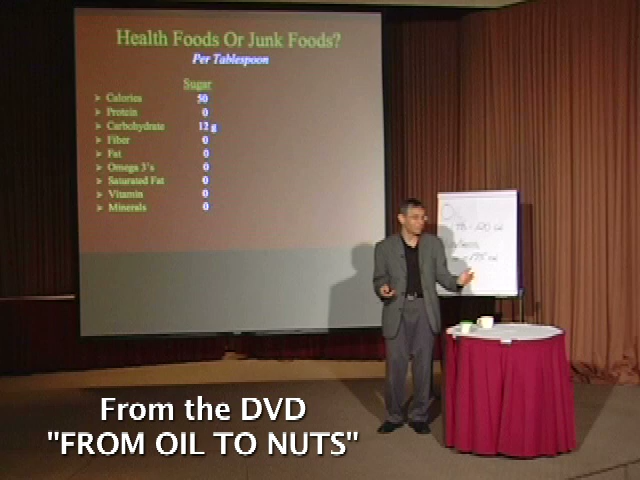 Health Foods Or Junk Foods?
Per Tablespoon
Sugar
➤ Calories 50
➤ Protein 0
➤ Carbohydrate 12 g
➤ Fiber 0
➤ Fat 0
➤ Omega 3's 0
➤ Saturated Fat 0
➤ Vitamin 0
➤ Minerals 0
From the DVD
"FROM OIL TO NUTS"